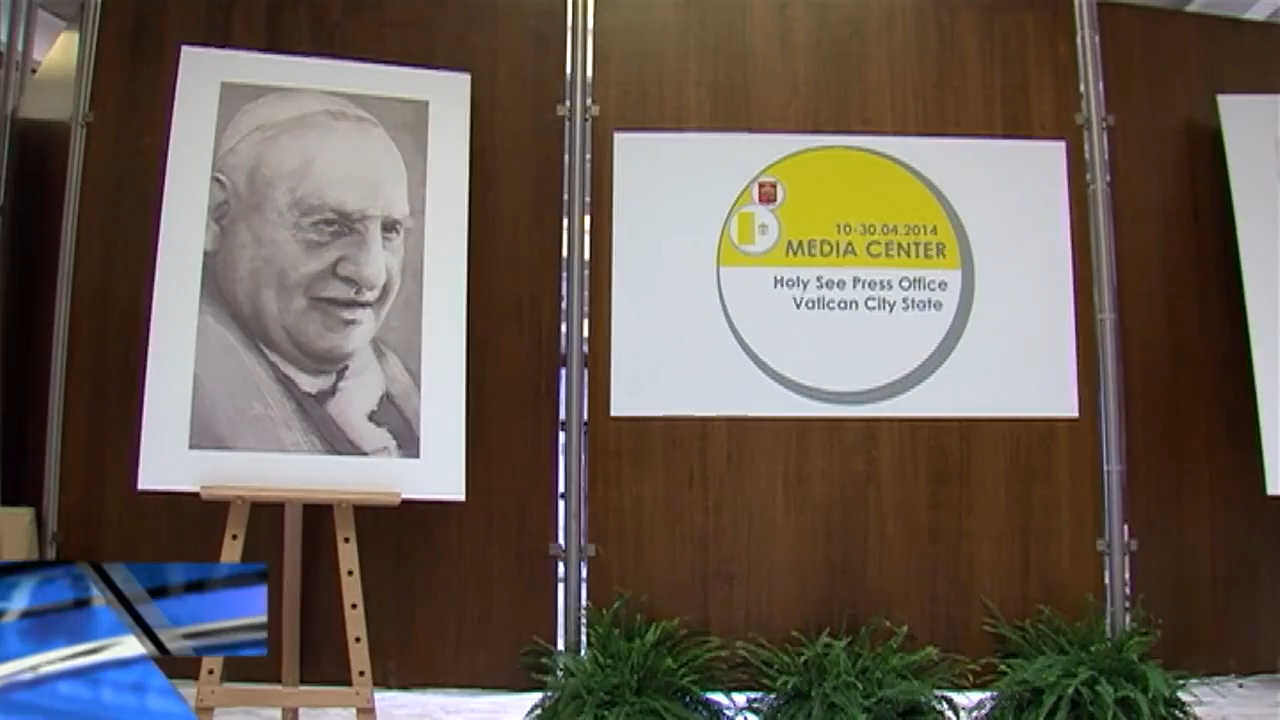 10-30.04.2014
MEDIA CENTER
Holy See Press Office
Vatican City State